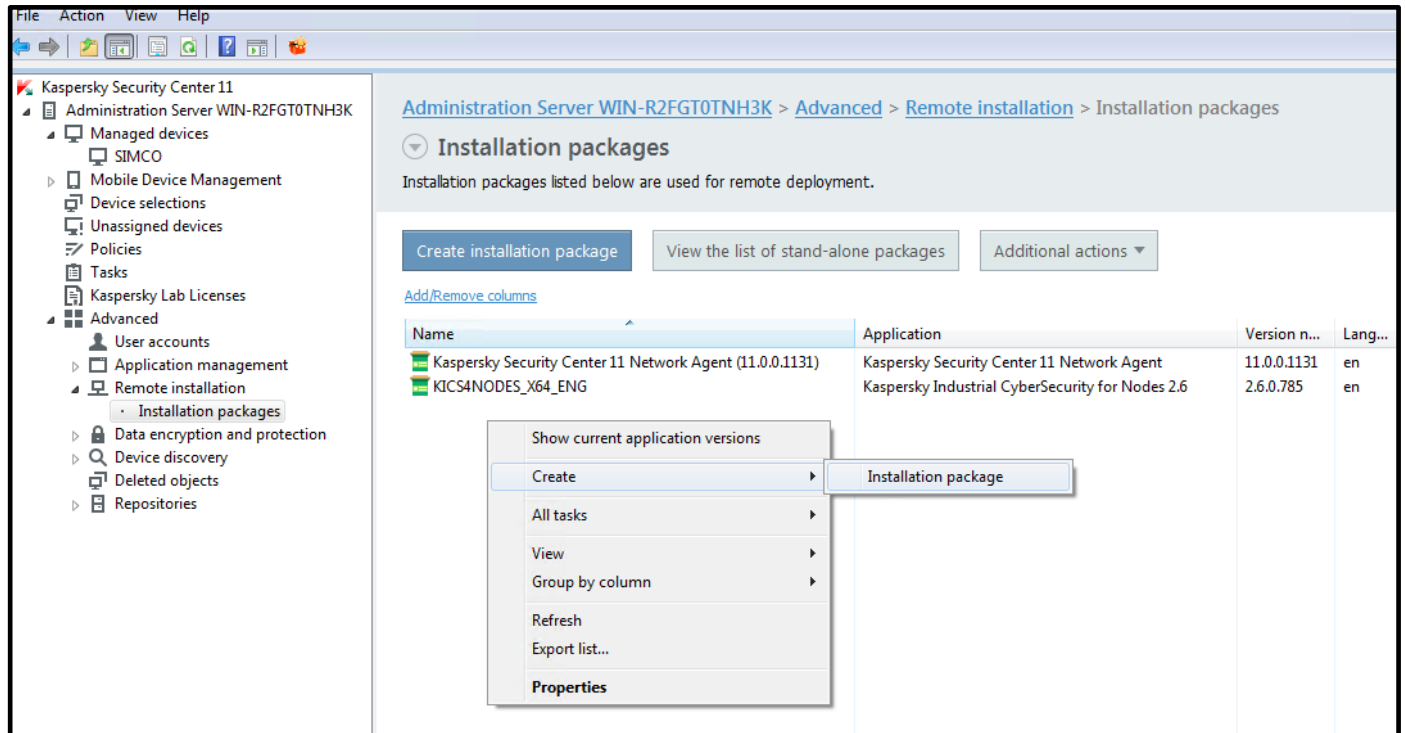 File Action View Help
Kaspersky Security Center 11
Administration Server WIN-R2FGT0TNH3K
Managed devices
SIMCO
Mobile Device Management
Device selections
Unassigned devices
Policies
Tasks
Kaspersky Lab Licenses
Advanced
User accounts
Application management
Remote installation
Installation packages
Data encryption and protection
Device discovery
Deleted objects
Repositories
Administration Server WIN-R2FGT0TNH3K > Advanced > Remote installation > Installation packages
Installation packages
Installation packages listed below are used for remote deployment.
Create installation package View the list of stand-alone packages Additional actions
Add/Remove columns
Name Application Version n... Lang...
Kaspersky Security Center 11 Network Agent (11.0.0.1131) Kaspersky Security Center 11 Network Agent 11.0.0.1131 en
KICS4NODES_X64_ENG Kaspersky Industrial CyberSecurity for Nodes 2.6 2.6.0.785 en
Show current application versions
Create Installation package
All tasks
View
Group by column
Refresh
Export list...
Properties